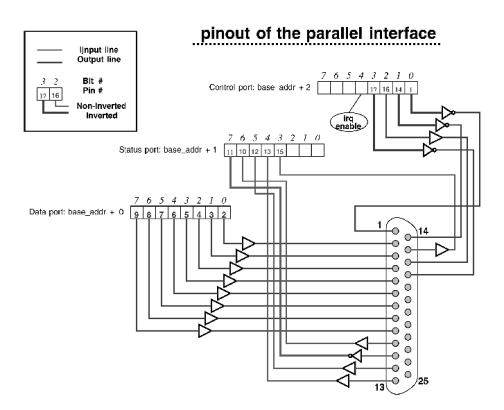 pinout of the parallel interface
Ijnput line
Output line
3 2 Bit #
17 16 Pin #
Non-Inverted
Inverted
7 6 5 4 3 2 1 0
Control port: base_addr + 2 17 16 14 1
irq
enable
7 6 5 4 3 2 1 0
Status port: base_addr + 1 11 10 12 13 15
7 6 5 4 3 2 1 0
Data port: base_addr + 0 9 8 7 6 5 4 3 2
1 14
13 25